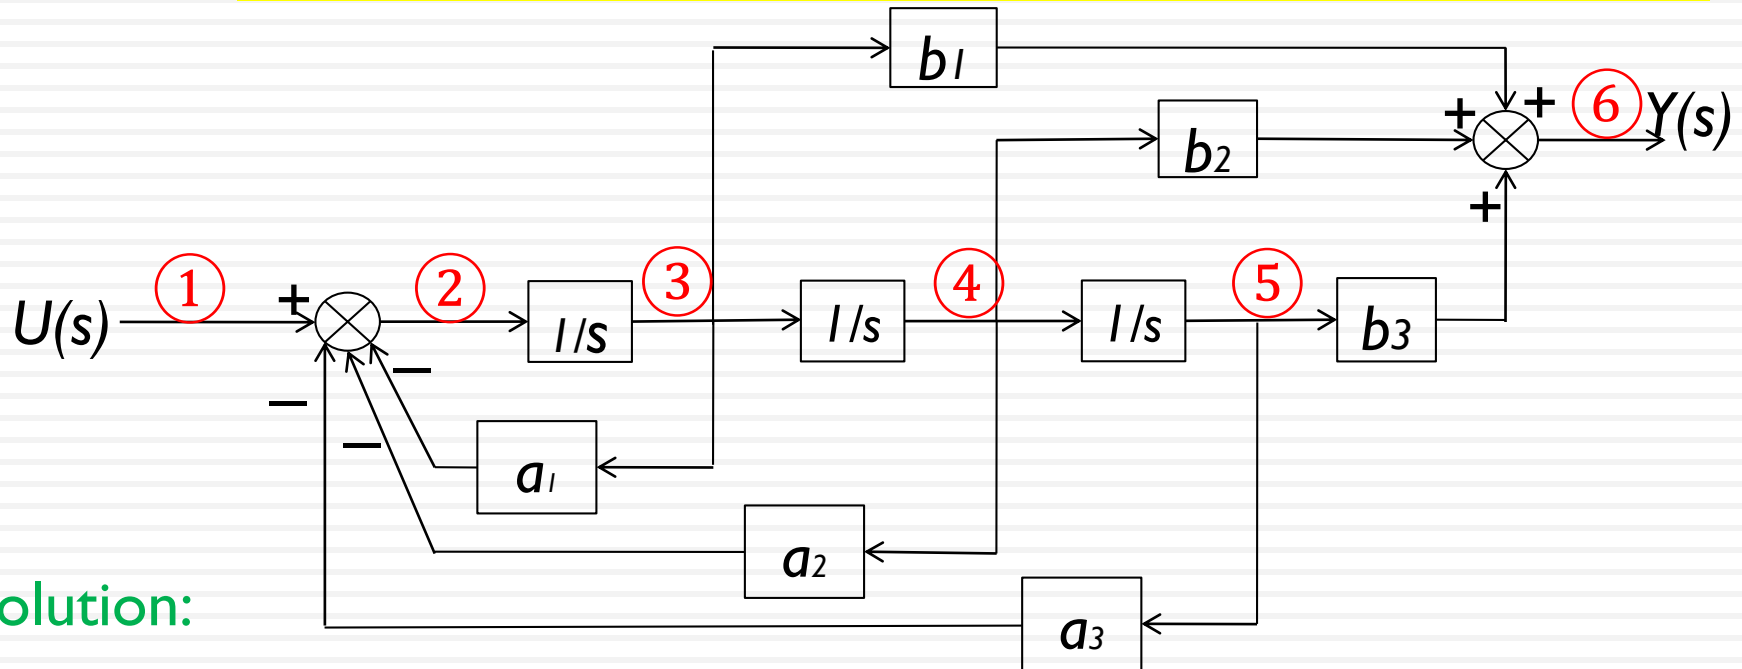 b1
+ + ⑥ Y(s)
b2
+
① ② ③ ④ ⑤
U(s) + 1/s 1/s 1/s b3
−
−
−
a1
a2
olution:
a3